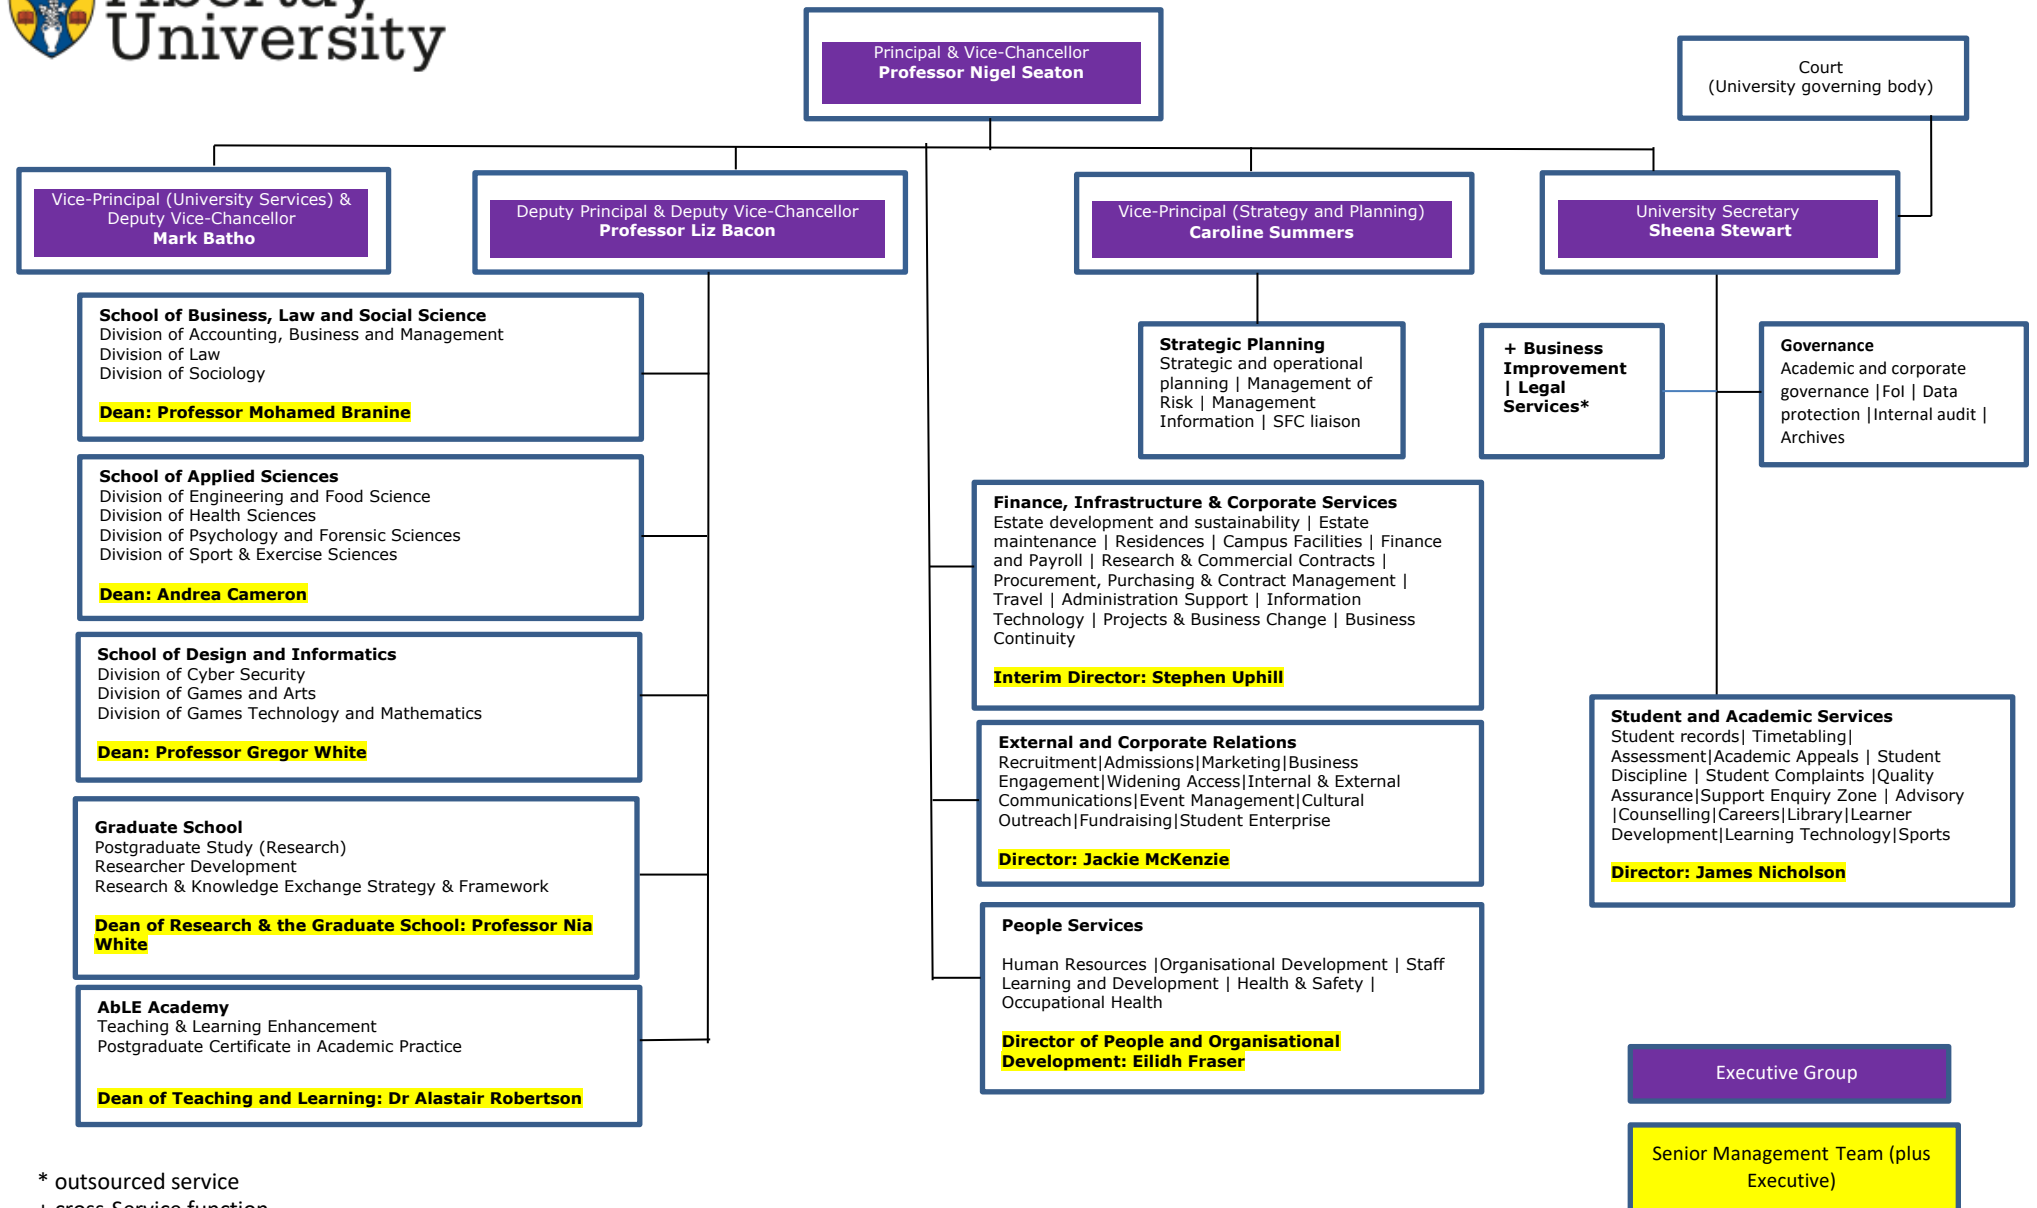 Abertay
University
Principal & Vice-Chancellor
Professor Nigel Seaton
Court
(University governing body)
Vice-Principal (University Services) &
Deputy Vice-Chancellor
Mark Batho
Deputy Principal & Deputy Vice-Chancellor
Professor Liz Bacon
Vice-Principal (Strategy and Planning)
Caroline Summers
University Secretary
Sheena Stewart
School of Business, Law and Social Science
Division of Accounting, Business and Management
Division of Law
Division of Sociology
Dean: Professor Mohamed Branine
School of Applied Sciences
Division of Engineering and Food Science
Division of Health Sciences
Division of Psychology and Forensic Sciences
Division of Sport & Exercise Sciences
Dean: Andrea Cameron
School of Design and Informatics
Division of Cyber Security
Division of Games and Arts
Division of Games Technology and Mathematics
Dean: Professor Gregor White
Graduate School
Postgraduate Study (Research)
Researcher Development
Research & Knowledge Exchange Strategy & Framework
Dean of Research & the Graduate School: Professor Nia
White
AbLE Academy
Teaching & Learning Enhancement
Postgraduate Certificate in Academic Practice
Dean of Teaching and Learning: Dr Alastair Robertson
Strategic Planning
Strategic and operational
planning | Management of
Risk | Management
Information | SFC liaison
+ Business
Improvement
| Legal
Services*
Governance
Academic and corporate
governance |FoI | Data
protection |Internal audit |
Archives
Finance, Infrastructure & Corporate Services
Estate development and sustainability | Estate
maintenance | Residences | Campus Facilities | Finance
and Payroll | Research & Commercial Contracts |
Procurement, Purchasing & Contract Management |
Travel | Administration Support | Information
Technology | Projects & Business Change | Business
Continuity
Interim Director: Stephen Uphill
External and Corporate Relations
Recruitment|Admissions|Marketing|Business
Engagement|Widening Access|Internal & External
Communications|Event Management|Cultural
Outreach|Fundraising|Student Enterprise
Director: Jackie McKenzie
People Services
Human Resources |Organisational Development | Staff
Learning and Development | Health & Safety |
Occupational Health
Director of People and Organisational
Development: Eilidh Fraser
Student and Academic Services
Student records| Timetabling|
Assessment|Academic Appeals | Student
Discipline | Student Complaints |Quality
Assurance|Support Enquiry Zone | Advisory
|Counselling|Careers|Library|Learner
Development|Learning Technology|Sports
Director: James Nicholson
Executive Group
Senior Management Team (plus
Executive)
* outsourced service
+ cross-Service function